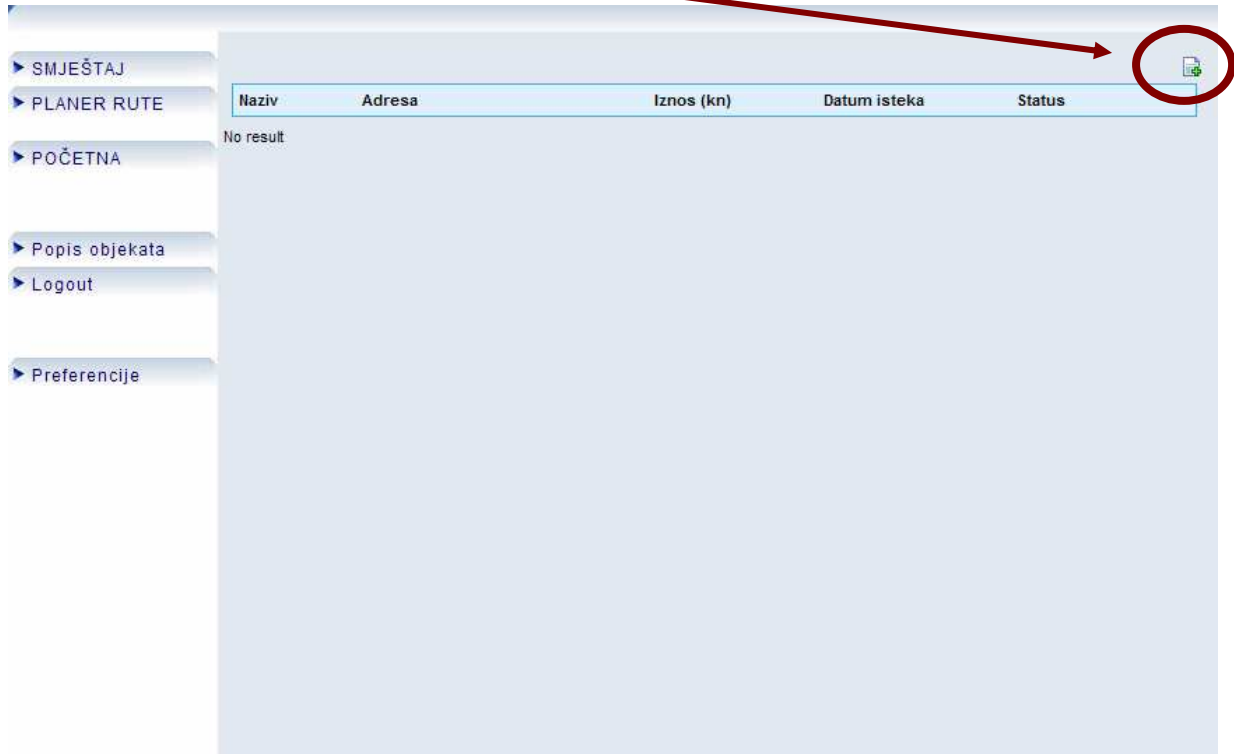 SMJEŠTAJ
PLANER RUTE
POČETNA
Popis objekata
Logout
Preferencije
Naziv Adresa Iznos (kn) Datum isteka Status
No result